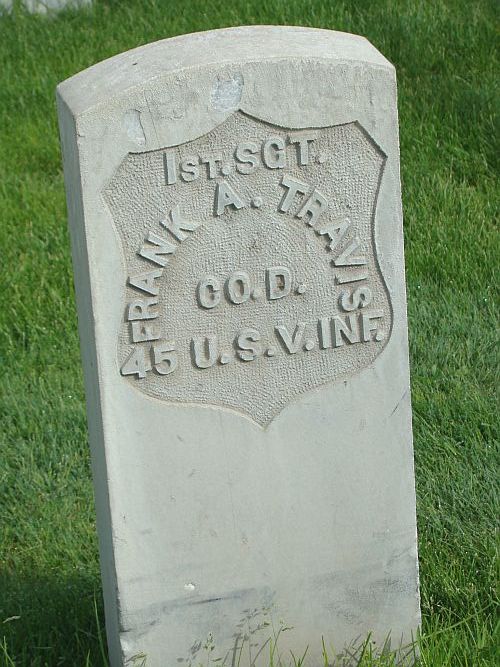 1ST. SGT.
FRANK A. TRAVIS
CO. D.
45 U.S.V. INF.